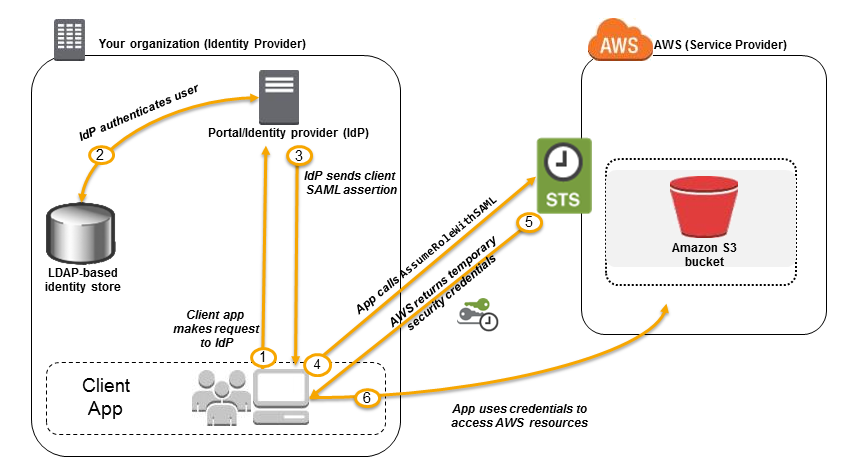 Your organization (Identity Provider)
AWS
AWS (Service Provider)
IdP authenticates user
Portal/Identity provider (IdP)
2
3
IdP sends client
SAML assertion
STS
LDAP-based
identity store
App calls AssumeRoleWithSAML
5
AWS returns temporary
security credentials
Amazon S3
bucket
Client app
makes request
to IdP
1
4
Client
App
6
App uses credentials to
access AWS resources